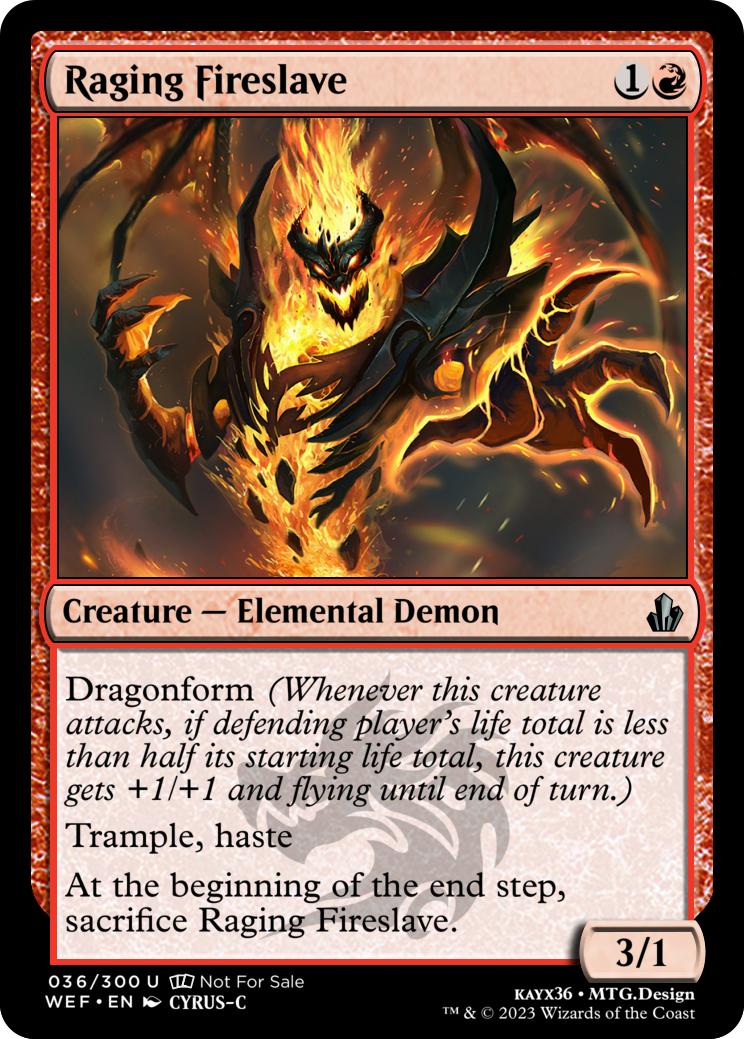 Raging Fireslave 1
Creature — Elemental Demon
Dragonform (Whenever this creature
attacks, if defending player's life total is less
than half its starting life total, this creature
gets +1/+1 and flying until end of turn.)
Trample, haste
At the beginning of the end step,
sacrifice Raging Fireslave.
3/1
036/300 U Not For Sale
WEF • EN CYRUS-C
KAYX36 • MTG.Design
™ & © 2023 Wizards of the Coast